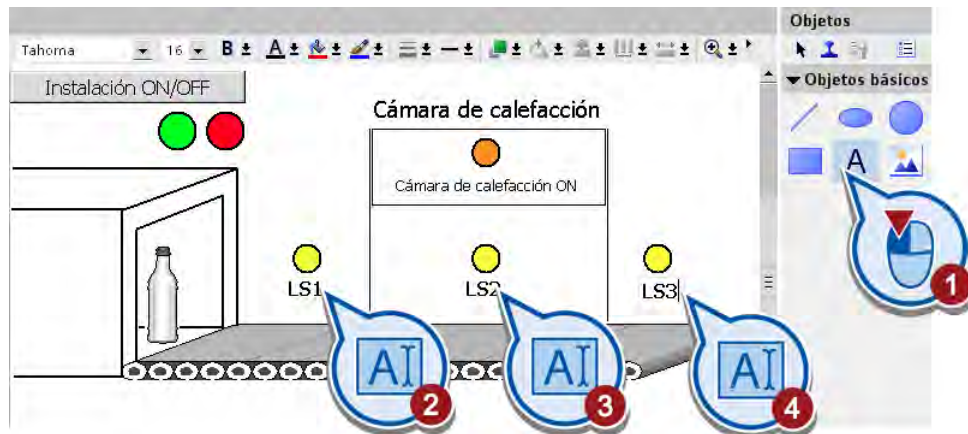 Objetos
Tahoma 16 B A
Instalación ON/OFF
Objetos básicos
Cámara de calefacción
A
Cámara de calefacción ON
1
LS1
LS2
LS3
A
2
A
3
A
4